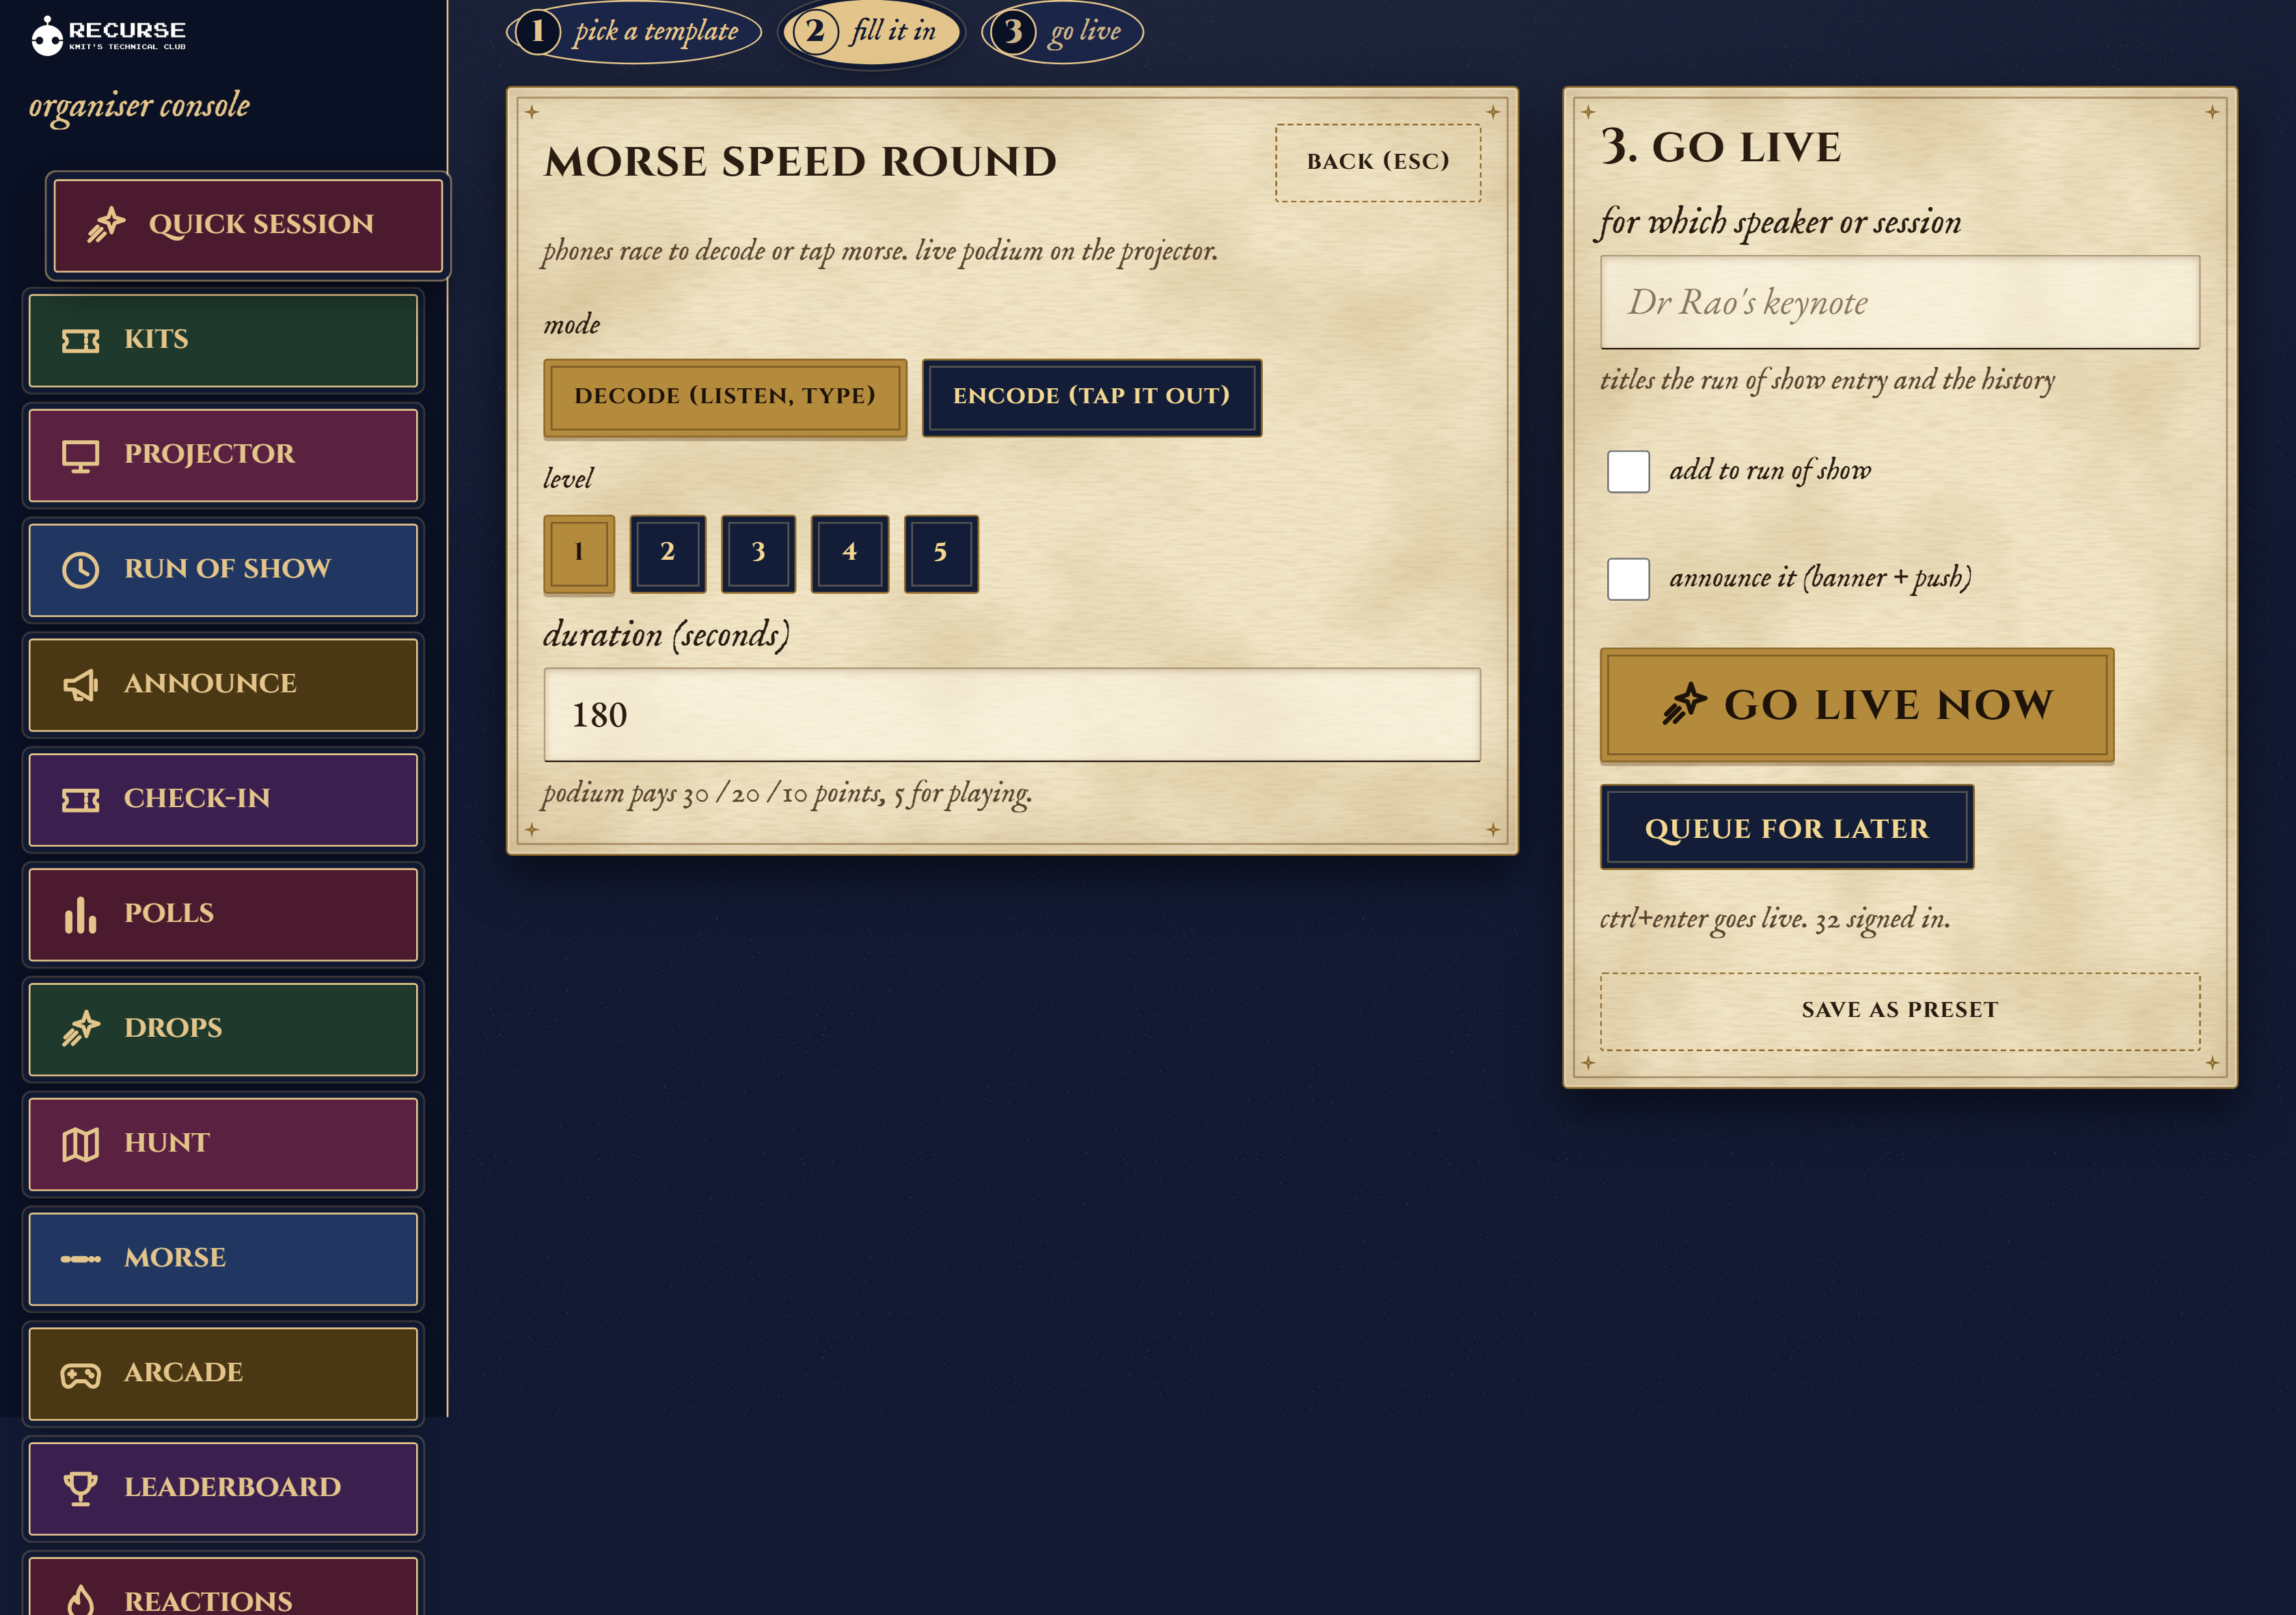 RECURSE
KMIT'S TECHNICAL CLUB
organiser console
QUICK SESSION
KITS
PROJECTOR
RUN OF SHOW
ANNOUNCE
CHECK-IN
POLLS
DROPS
HUNT
MORSE
ARCADE
LEADERBOARD
REACTIONS
1 pick a template
2 fill it in
3 go live
MORSE SPEED ROUND
BACK (ESC)
phones race to decode or tap morse. live podium on the projector.
mode
DECODE (LISTEN, TYPE)
ENCODE (TAP IT OUT)
level
1 2 3 4 5
duration (seconds)
180
podium pays 30 / 20 / 10 points, 5 for playing.
3. GO LIVE
for which speaker or session
Dr Rao's keynote
titles the run of show entry and the history
add to run of show
announce it (banner + push)
GO LIVE NOW
QUEUE FOR LATER
ctrl+enter goes live. 32 signed in.
SAVE AS PRESET